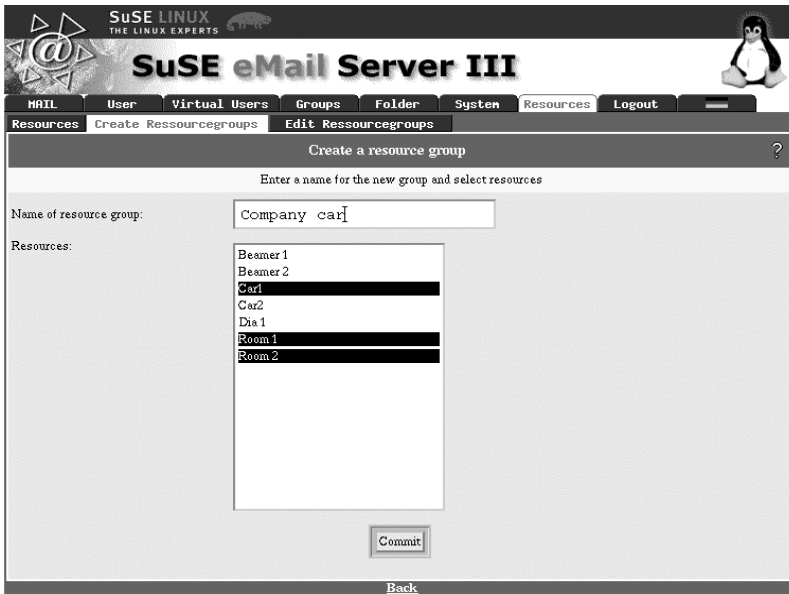 SuSE LINUX
THE LINUX EXPERTS
@
SuSE eMail Server III
MAIL User Virtual Users Groups Folder System Resources Logout
Resources Create Ressourcegroups Edit Ressourcegroups
Create a resource group ?
Enter a name for the new group and select resources
Name of resource group: Company car
Resources:
Beamer 1
Beamer 2
Car1
Car2
Dia 1
Room 1
Room 2
Commit
Back